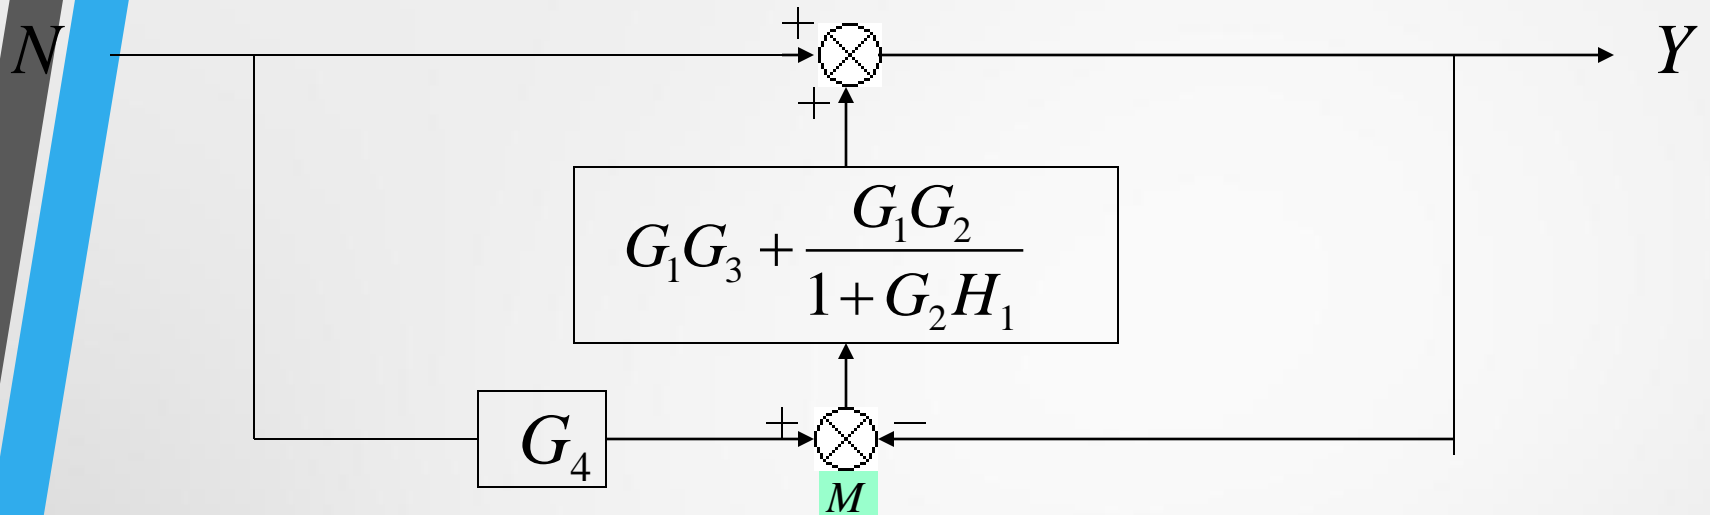 N + Y
+
G₁G₃ + G₁G₂/(1+G₂H₁)
G₄ + −
M